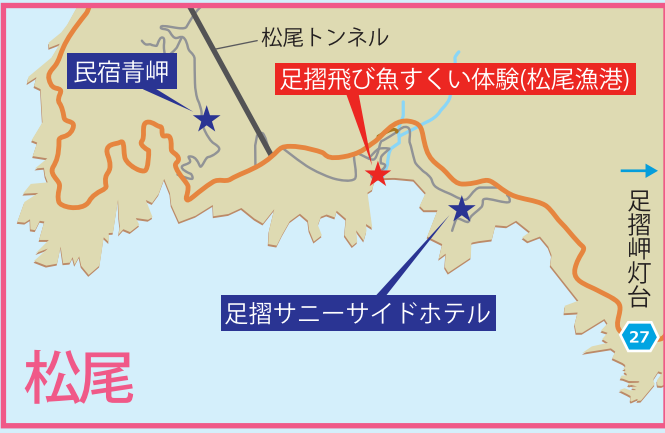 松尾トンネル
民宿青岬
足摺飛び魚すくい体験(松尾漁港)
足摺岬灯台
足摺サニーサイドホテル
27
松尾